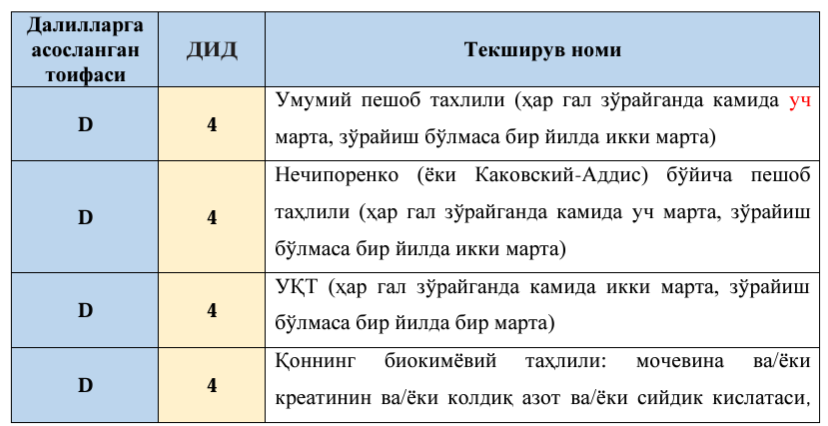 Далилларга
асосланган
тоифаси
ДИД
Текширув номи
D
4
Умумий пешоб тахлили (ҳар гал зўрайганда камида уч
марта, зўрайиш бўлмаса бир йилда икки марта)
D
4
Нечипоренко (ёки Каковский-Аддис) бўйича пешоб
таҳлили (ҳар гал зўрайганда камида уч марта, зўрайиш
бўлмаса бир йилда икки марта)
D
4
УҚТ (ҳар гал зўрайганда камида икки марта, зўрайиш
бўлмаса бир йилда бир марта)
D
4
Қоннинг биокимёвий таҳлили: мочевина ва/ёки
креатинин ва/ёки колдиқ азот ва/ёки сийдик кислатаси,